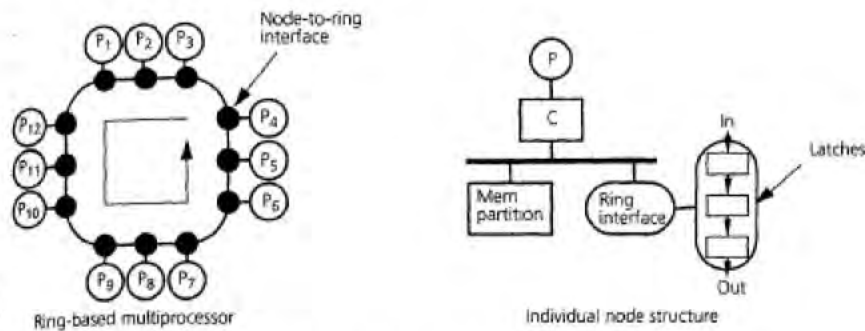 Node-to-ring
interface
P1
P2
P3
P4
P5
P6
P7
P8
P9
P10
P11
P12
Ring-based multiprocessor
P
C
In
Latches
Mem
partition
Ring
interface
Out
Individual node structure